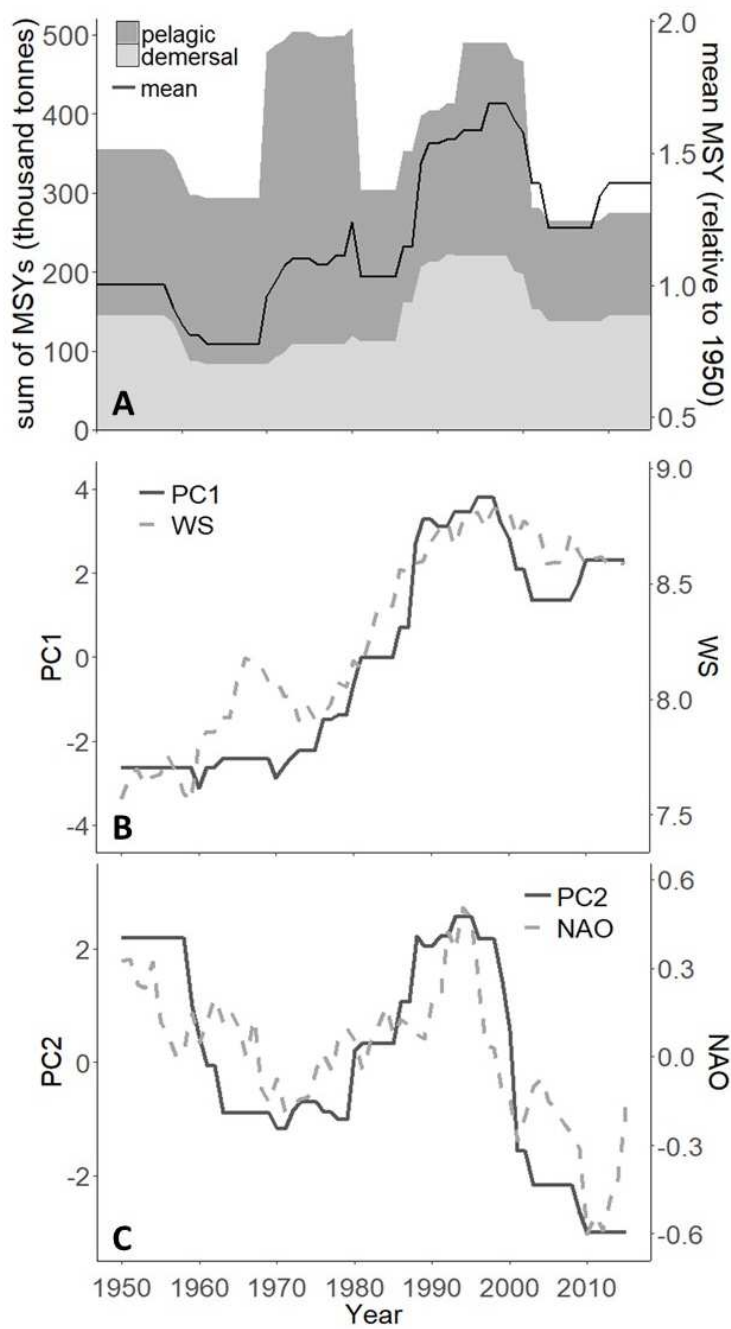 sum of MSYs (thousand tonnes)
500
400
300
200
100
0
pelagic
demersal
mean
A
2.0
1.5
1.0
0.5
mean MSY (relative to 1950)
PC1
4
2
0
-2
-4
PC1
WS
B
9.0
8.5
8.0
7.5
WS
PC2
2
0
-2
PC2
NAO
C
0.6
0.3
0.0
-0.3
-0.6
NAO
1950 1960 1970 1980 1990 2000 2010
Year